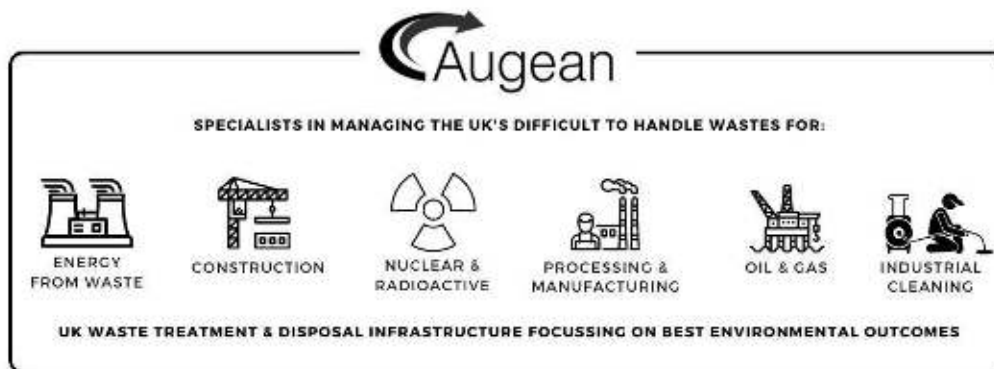 Augean
SPECIALISTS IN MANAGING THE UK'S DIFFICULT TO HANDLE WASTES FOR:
ENERGY
FROM WASTE
CONSTRUCTION
NUCLEAR &
RADIOACTIVE
PROCESSING &
MANUFACTURING
OIL & GAS
INDUSTRIAL
CLEANING
UK WASTE TREATMENT & DISPOSAL INFRASTRUCTURE FOCUSSING ON BEST ENVIRONMENTAL OUTCOMES